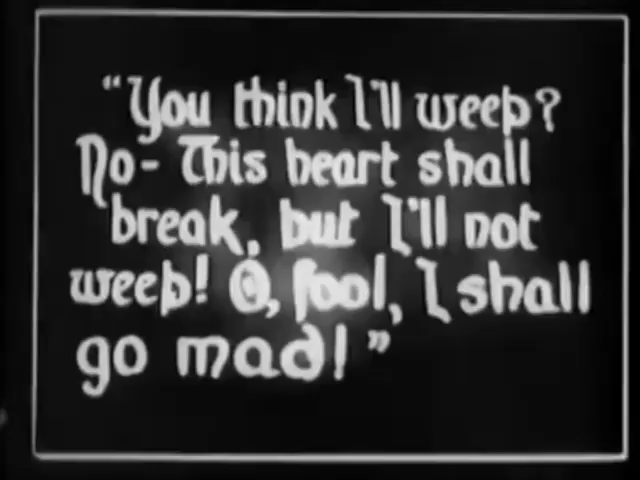 “You think I'll weep?
No- This heart shall
break, but I'll not
weep! O, fool, I shall
go mad!”